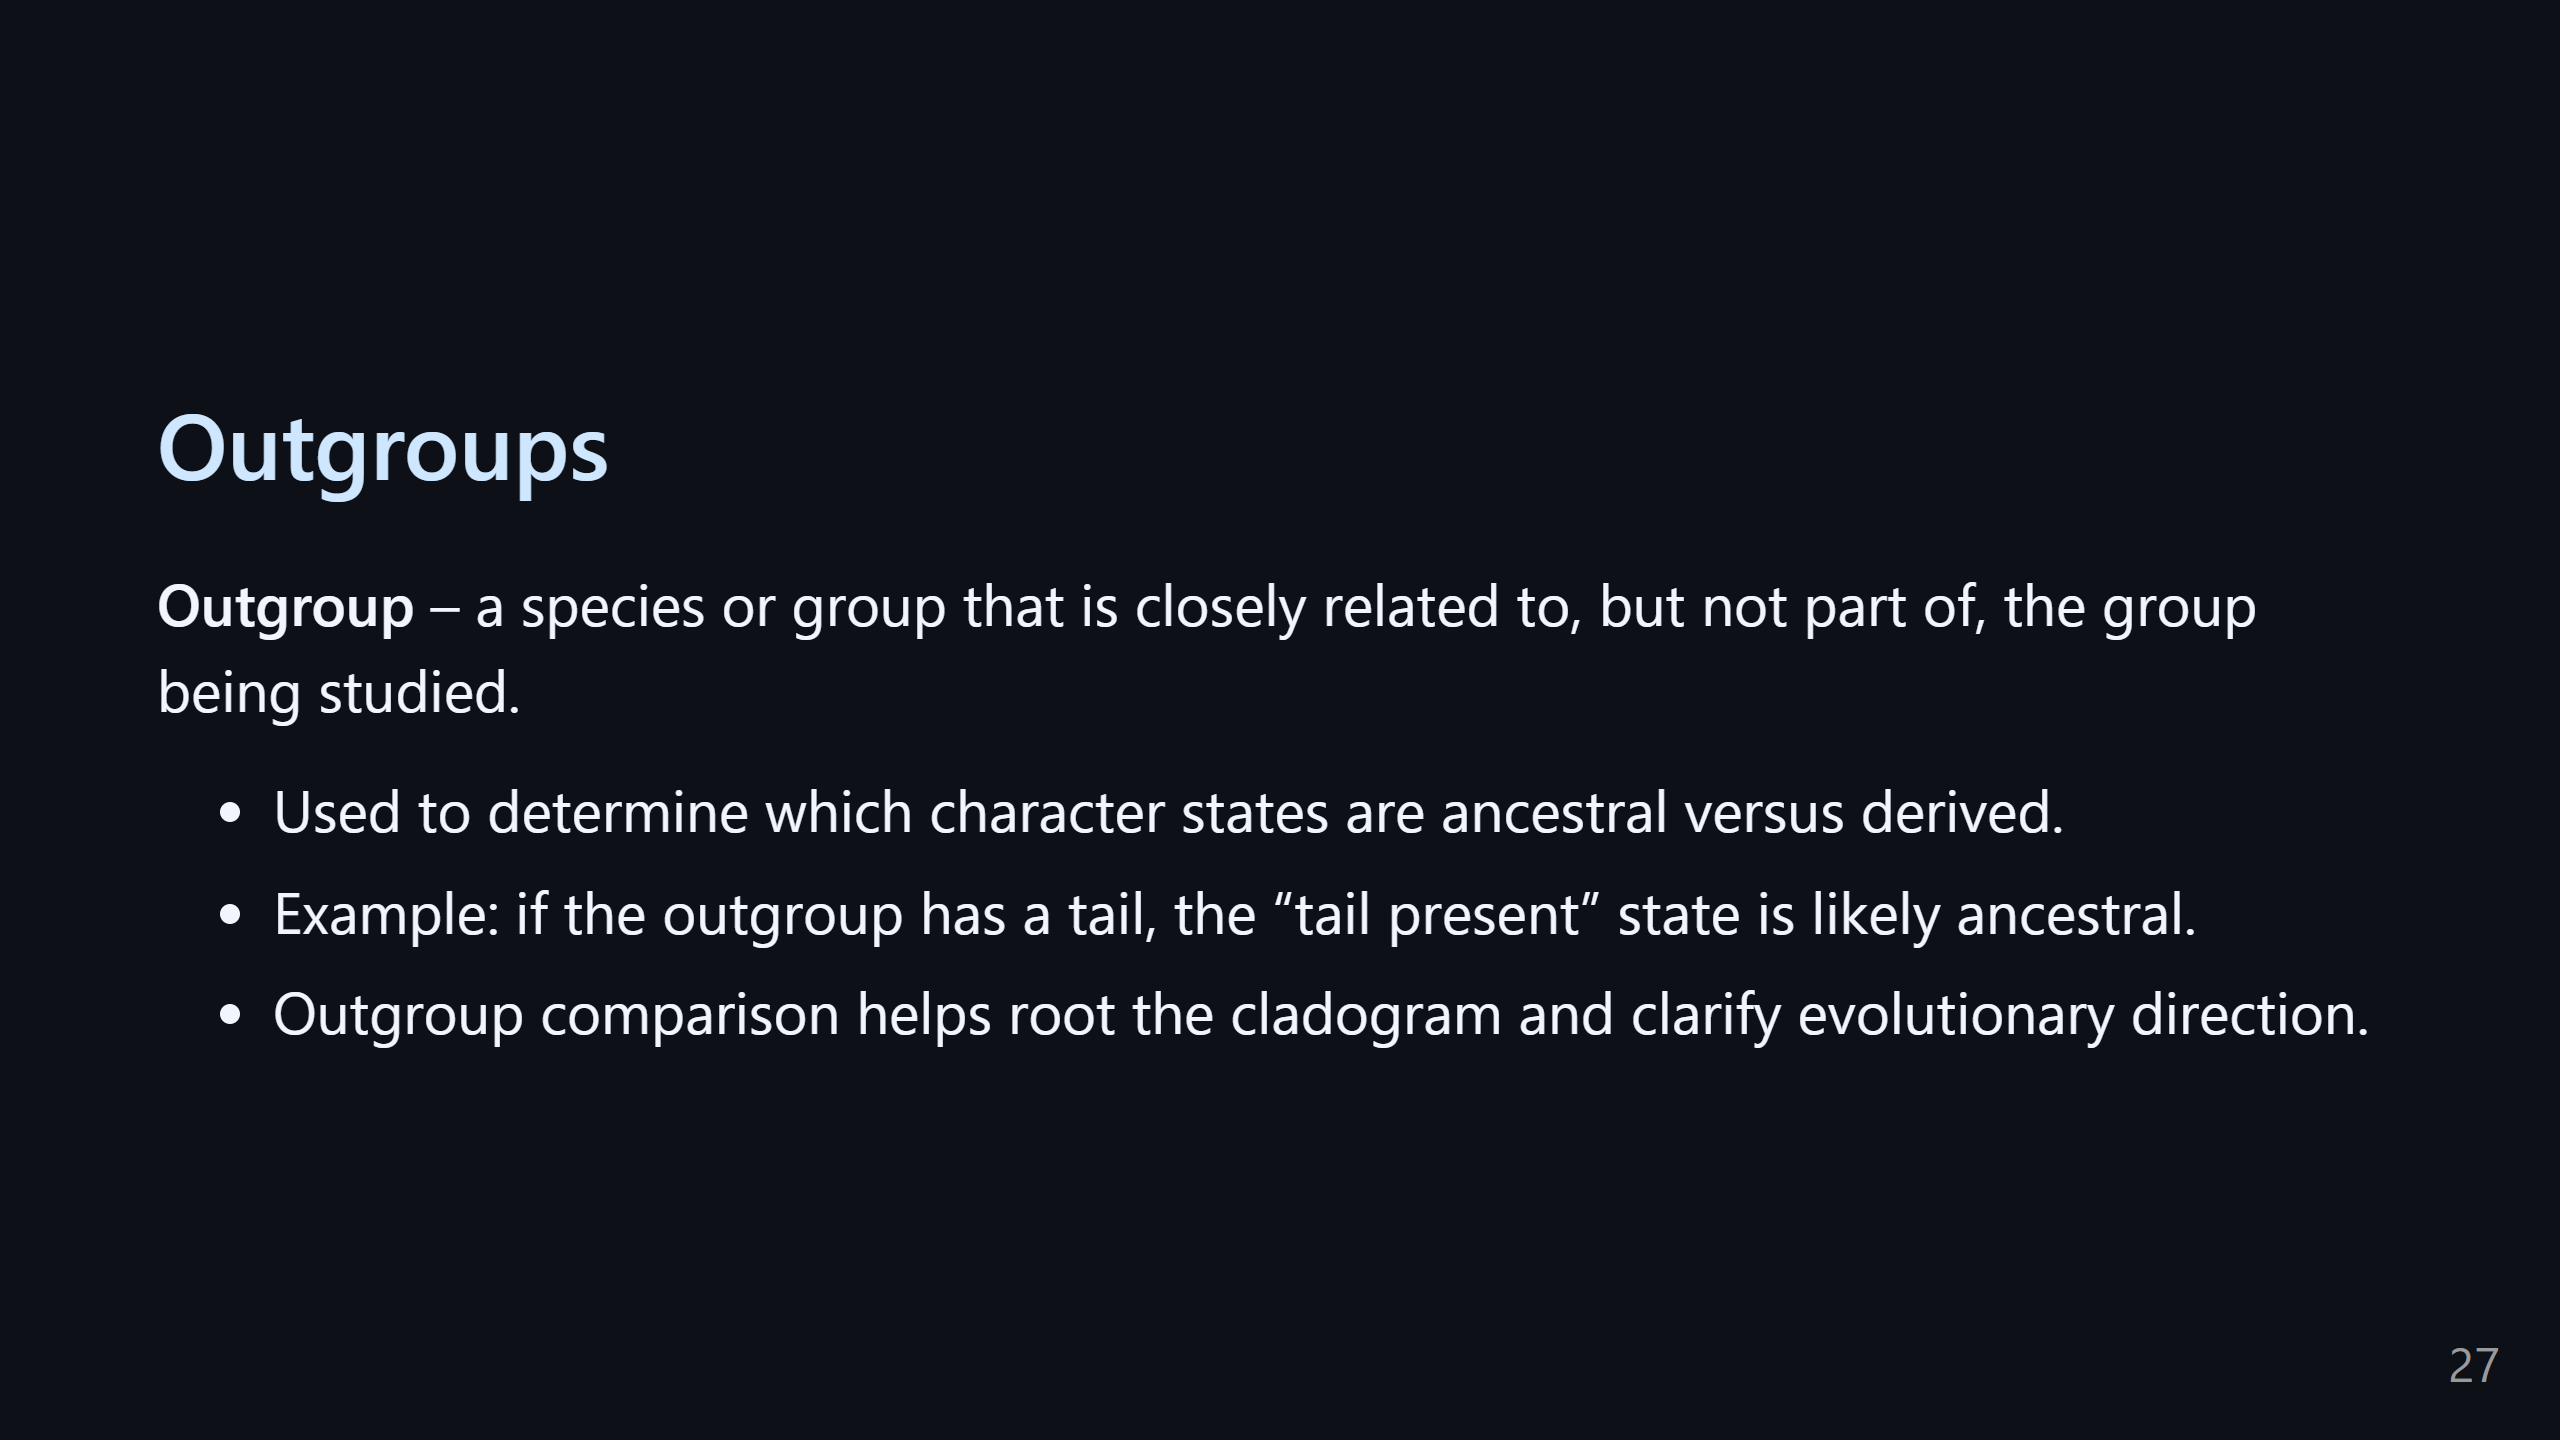 Outgroups
Outgroup – a species or group that is closely related to, but not part of, the group
being studied.
• Used to determine which character states are ancestral versus derived.
• Example: if the outgroup has a tail, the “tail present” state is likely ancestral.
• Outgroup comparison helps root the cladogram and clarify evolutionary direction.
27